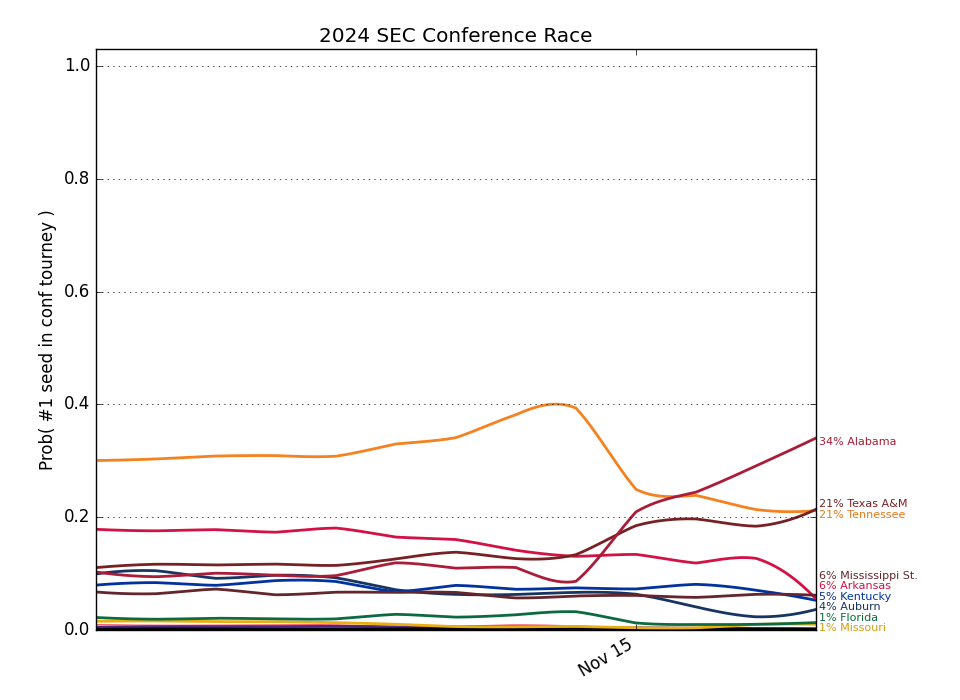 2024 SEC Conference Race
Prob( #1 seed in conf tourney )
1.0
0.8
0.6
0.4
0.2
0.0
Nov 15
34% Alabama
21% Texas A&M
21% Tennessee
6% Mississippi St.
6% Arkansas
5% Kentucky
4% Auburn
1% Florida
1% Missouri